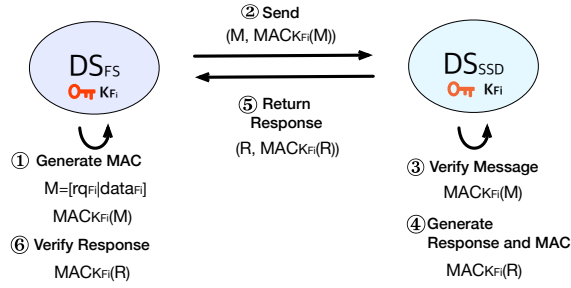 DSFS
KFi
② Send
(M, MACKFi(M))
DSSSD
KFi
⑤ Return
Response
(R, MACKFi(R))
① Generate MAC
M=[rqFi|dataFi]
MACKFi(M)
⑥ Verify Response
MACKFi(R)
③ Verify Message
MACKFi(M)
④ Generate
Response and MAC
MACKFi(R)